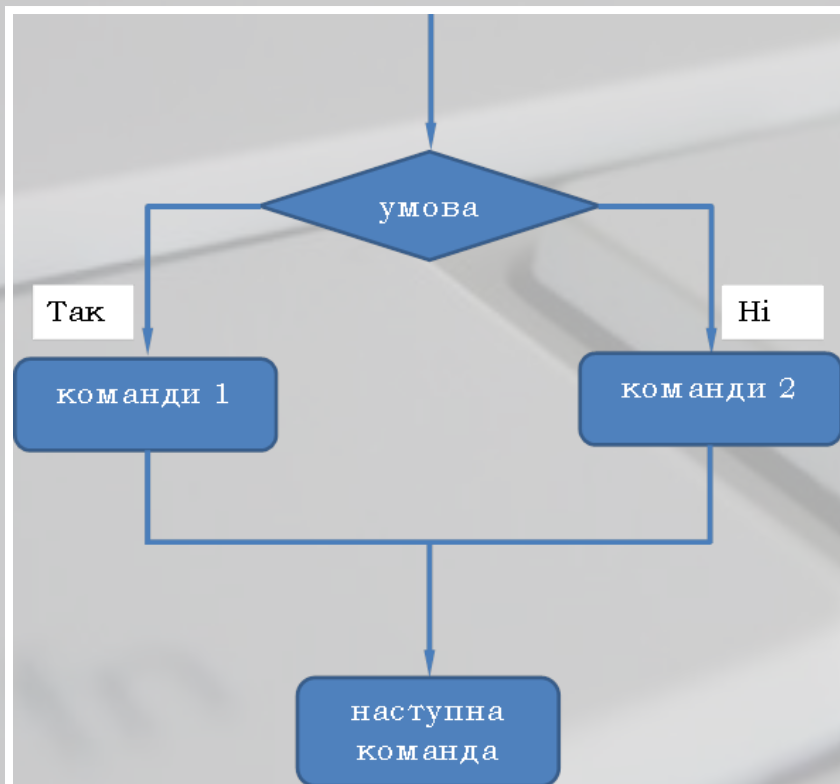 умова
Так
Ні
команди 1
команди 2
наступна
команда